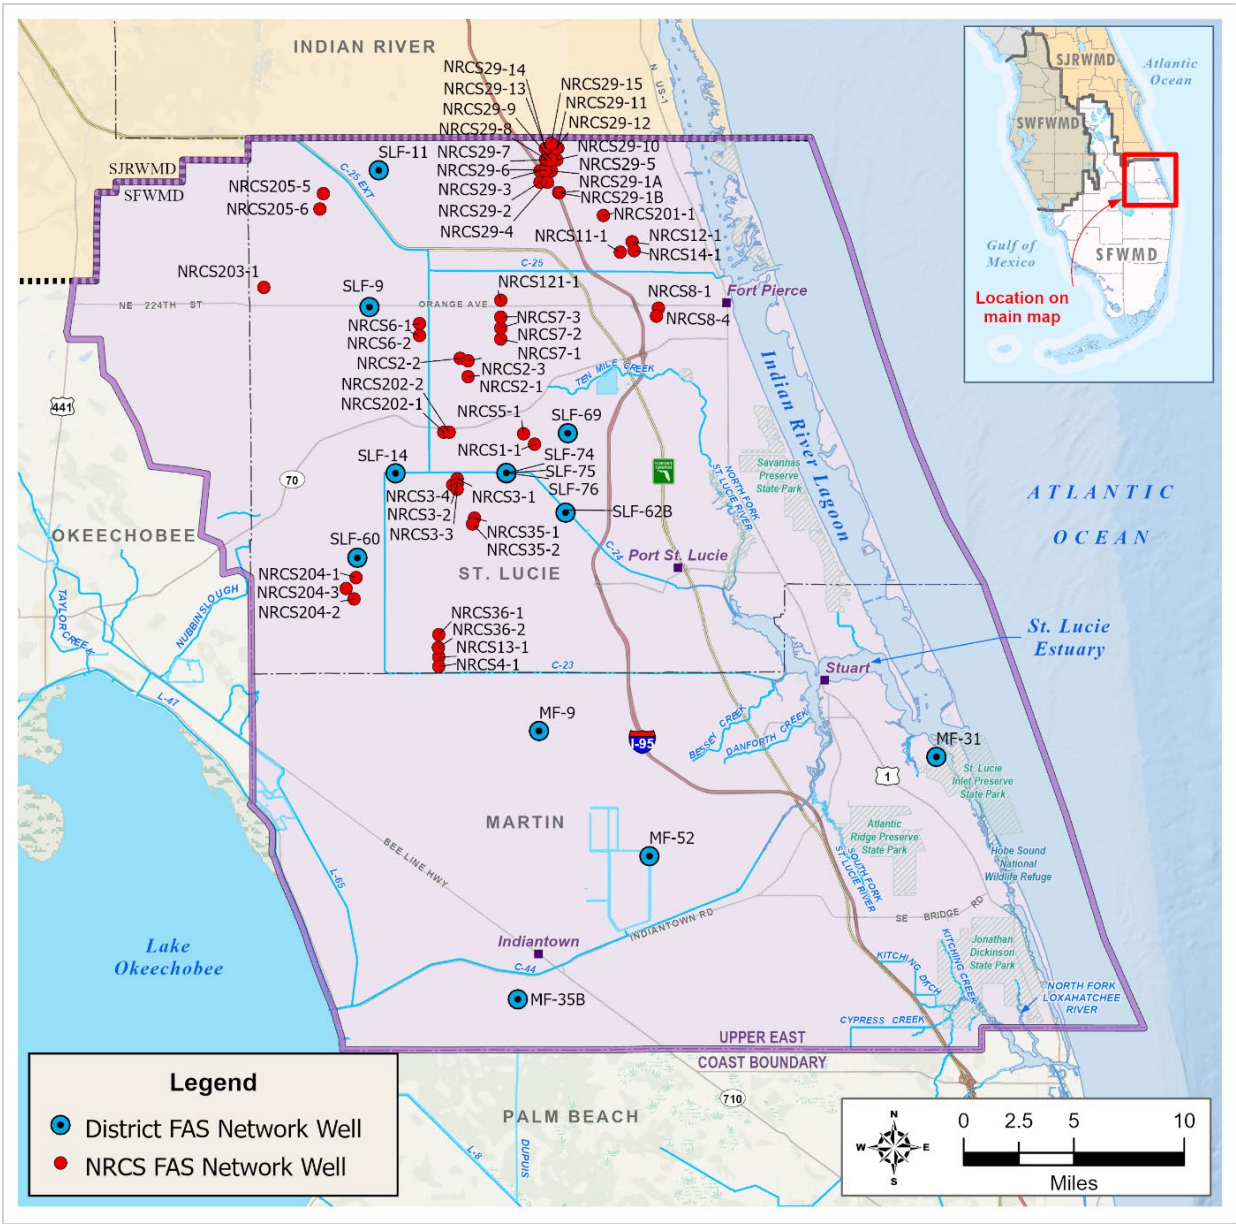 INDIAN RIVER
N US-1
NRCS29-14
NRCS29-13
NRCS29-9
NRCS29-8
NRCS29-7
NRCS29-6
NRCS29-3
NRCS29-2
NRCS29-4
NRCS29-15
NRCS29-11
NRCS29-12
NRCS29-10
NRCS29-5
NRCS29-1A
NRCS29-1B
NRCS201-1
NRCS11-1
NRCS12-1
NRCS14-1
SJRWMD
SFWMD
C-25 EXT
SLF-11
NRCS205-5
NRCS205-6
NRCS203-1
C-25
NE 224TH ST
SLF-9
ORANGE AVE
NRCS121-1
NRCS8-1
NRCS8-4
Fort Pierce
NRCS6-1
NRCS6-2
NRCS7-3
NRCS7-2
NRCS7-1
NRCS2-2
NRCS2-3
NRCS2-1
NRCS202-2
NRCS202-1
TEN MILE CREEK
441
70
NRCS5-1
SLF-69
NRCS1-1
SLF-14
SLF-74
SLF-75
SLF-76
SLF-62B
NRCS3-4
NRCS3-2
NRCS3-3
NRCS3-1
NRCS35-1
NRCS35-2
C-24
NORTH FORK
ST. LUCIE RIVER
Savannas
Preserve
State Park
Indian River Lagoon
ATLANTIC
OCEAN
OKEECHOBEE
SLF-60
NRCS204-1
NRCS204-3
NRCS204-2
ST. LUCIE
Port St. Lucie
TAYLOR CREEK
NUBBIN SLOUGH
NRCS36-1
NRCS36-2
NRCS13-1
NRCS4-1
C-23
St. Lucie
Estuary
Stuart
L-47
MF-9
I-95
BESSEY CREEK
DANFORTH CREEK
MF-31
1
St. Lucie
Inlet Preserve
State Park
MARTIN
MF-52
Atlantic
Ridge Preserve
State Park
BEE LINE HWY
L-65
SOUTH FORK
ST. LUCIE RIVER
Hobe Sound
National
Wildlife Refuge
SE BRIDGE RD
INDIANTOWN RD
Indiantown
C-44
MF-35B
Lake
Okeechobee
Jonathan
Dickinson
State Park
KITCHING DITCH
KITCHING CREEK
CYPRESS CREEK
NORTH FORK
LOXAHATCHEE
RIVER
UPPER EAST
COAST BOUNDARY
PALM BEACH
710
L-8
DUPUIS
SJRWMD
SWFWMD
SFWMD
Atlantic
Ocean
Gulf of
Mexico
Location on
main map
Legend
District FAS Network Well
NRCS FAS Network Well
N
W
E
S
0 2.5 5 10
Miles